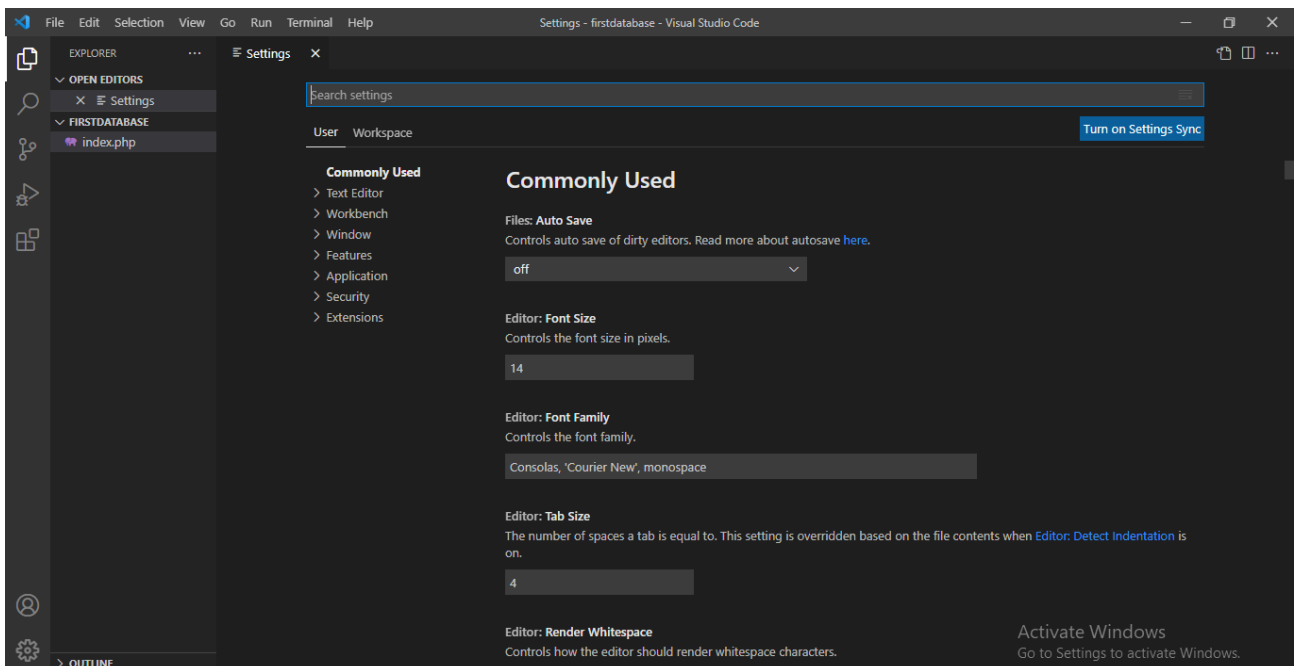 File Edit Selection View Go Run Terminal Help
Settings - firstdatabase - Visual Studio Code
EXPLORER
Settings
OPEN EDITORS
Settings
FIRSTDATABASE
index.php
Search settings
User Workspace
Turn on Settings Sync
Commonly Used
Text Editor
Workbench
Window
Features
Application
Security
Extensions
Commonly Used
Files: Auto Save
Controls auto save of dirty editors. Read more about autosave here.
off
Editor: Font Size
Controls the font size in pixels.
14
Editor: Font Family
Controls the font family.
Consolas, 'Courier New', monospace
Editor: Tab Size
The number of spaces a tab is equal to. This setting is overridden based on the file contents when Editor: Detect Indentation is
on.
4
Editor: Render Whitespace
Controls how the editor should render whitespace characters.
Activate Windows
Go to Settings to activate Windows.
OUTLINE